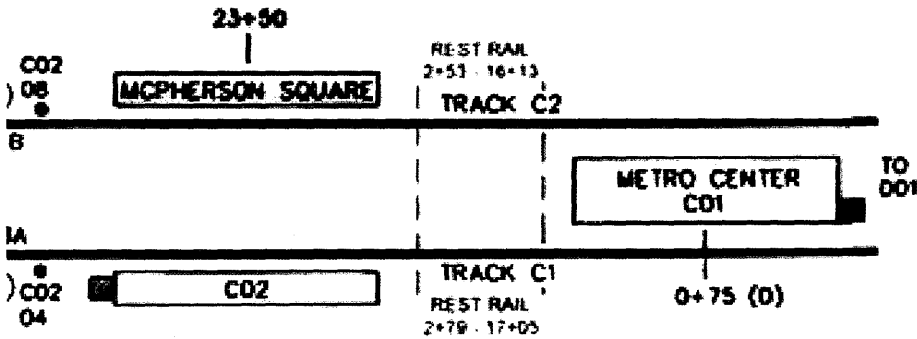 23+50
C02
08
)
MCPHERSON SQUARE
REST RAIL
2+53 - 16+13
TRACK C2
B
METRO CENTER
C01
TO
D01
IA
)C02
04
C02
TRACK C1
REST RAIL
2+79 - 17+05
0+75 (D)